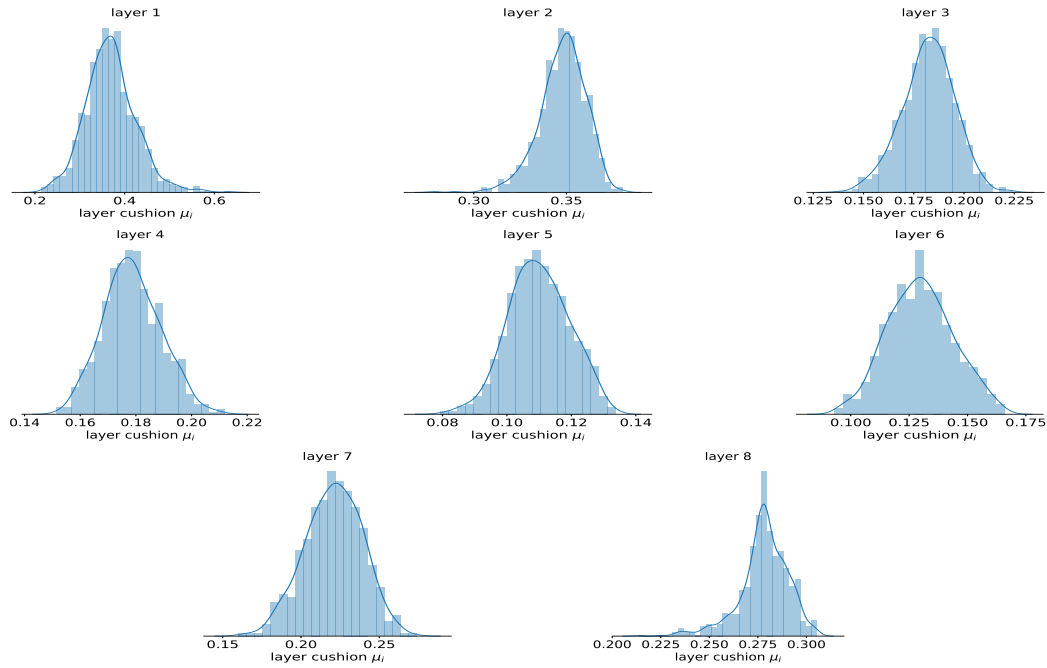 layer 1 layer 2 layer 3
0.2 0.4 0.6 0.30 0.35 0.125 0.150 0.175 0.200 0.225
layer cushion μi layer cushion μi layer cushion μi
layer 4 layer 5 layer 6
0.14 0.16 0.18 0.20 0.22 0.08 0.10 0.12 0.14 0.100 0.125 0.150 0.175
layer cushion μi layer cushion μi layer cushion μi
layer 7 layer 8
0.15 0.20 0.25 0.200 0.225 0.250 0.275 0.300
layer cushion μi layer cushion μi